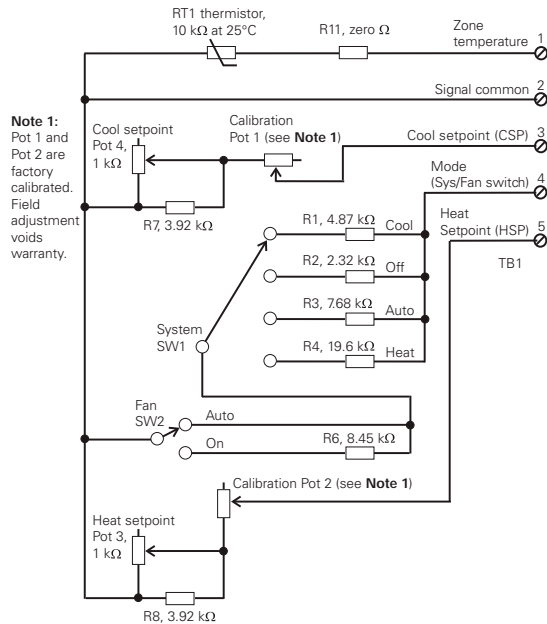 RT1 thermistor,
10 kΩ at 25°C
R11, zero Ω
Zone
temperature
1
Signal common
2
Note 1:
Pot 1 and
Pot 2 are
factory
calibrated.
Field
adjustment
voids
warranty.
Cool setpoint
Pot 4,
1 kΩ
Calibration
Pot 1 (see Note 1)
Cool setpoint (CSP)
3
R7, 3.92 kΩ
Mode
(Sys/Fan switch)
4
Heat
Setpoint (HSP)
5
TB1
R1, 4.87 kΩ Cool
R2, 2.32 kΩ Off
R3, 7.68 kΩ Auto
R4, 19.6 kΩ Heat
System
SW1
Fan
SW2
Auto
On
R6, 8.45 kΩ
Calibration Pot 2 (see Note 1)
Heat setpoint
Pot 3,
1 kΩ
R8, 3.92 kΩ